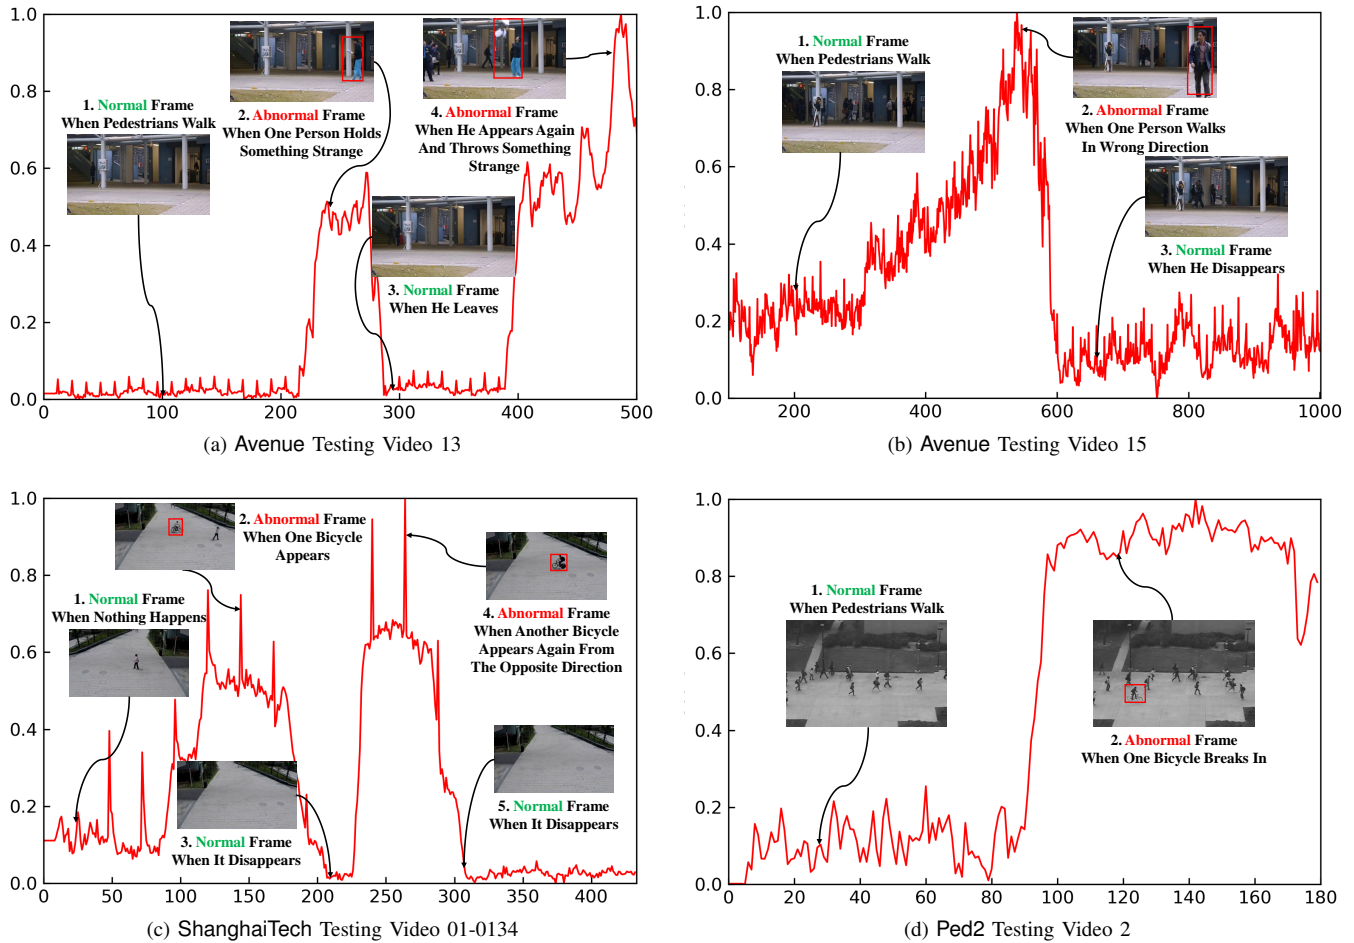 1.0
0.8
0.6
0.4
0.2
0.0
0
100
200
300
400
500
1. Normal Frame
When Pedestrians Walk
2. Abnormal Frame
When One Person Holds
Something Strange
3. Normal Frame
When He Leaves
4. Abnormal Frame
When He Appears Again
And Throws Something
Strange
(a) Avenue Testing Video 13
1.0
0.8
0.6
0.4
0.2
0.0
200
400
600
800
1000
1. Normal Frame
When Pedestrians Walk
2. Abnormal Frame
When One Person Walks
In Wrong Direction
3. Normal Frame
When He Disappears
(b) Avenue Testing Video 15
1.0
0.8
0.6
0.4
0.2
0.0
0
50
100
150
200
250
300
350
400
1. Normal Frame
When Nothing Happens
2. Abnormal Frame
When One Bicycle
Appears
3. Normal Frame
When It Disappears
4. Abnormal Frame
When Another Bicycle
Appears Again From
The Opposite Direction
5. Normal Frame
When It Disappears
(c) ShanghaiTech Testing Video 01-0134
1.0
0.8
0.6
0.4
0.2
0.0
0
20
40
60
80
100
120
140
160
180
1. Normal Frame
When Pedestrians Walk
2. Abnormal Frame
When One Bicycle Breaks In
(d) Ped2 Testing Video 2